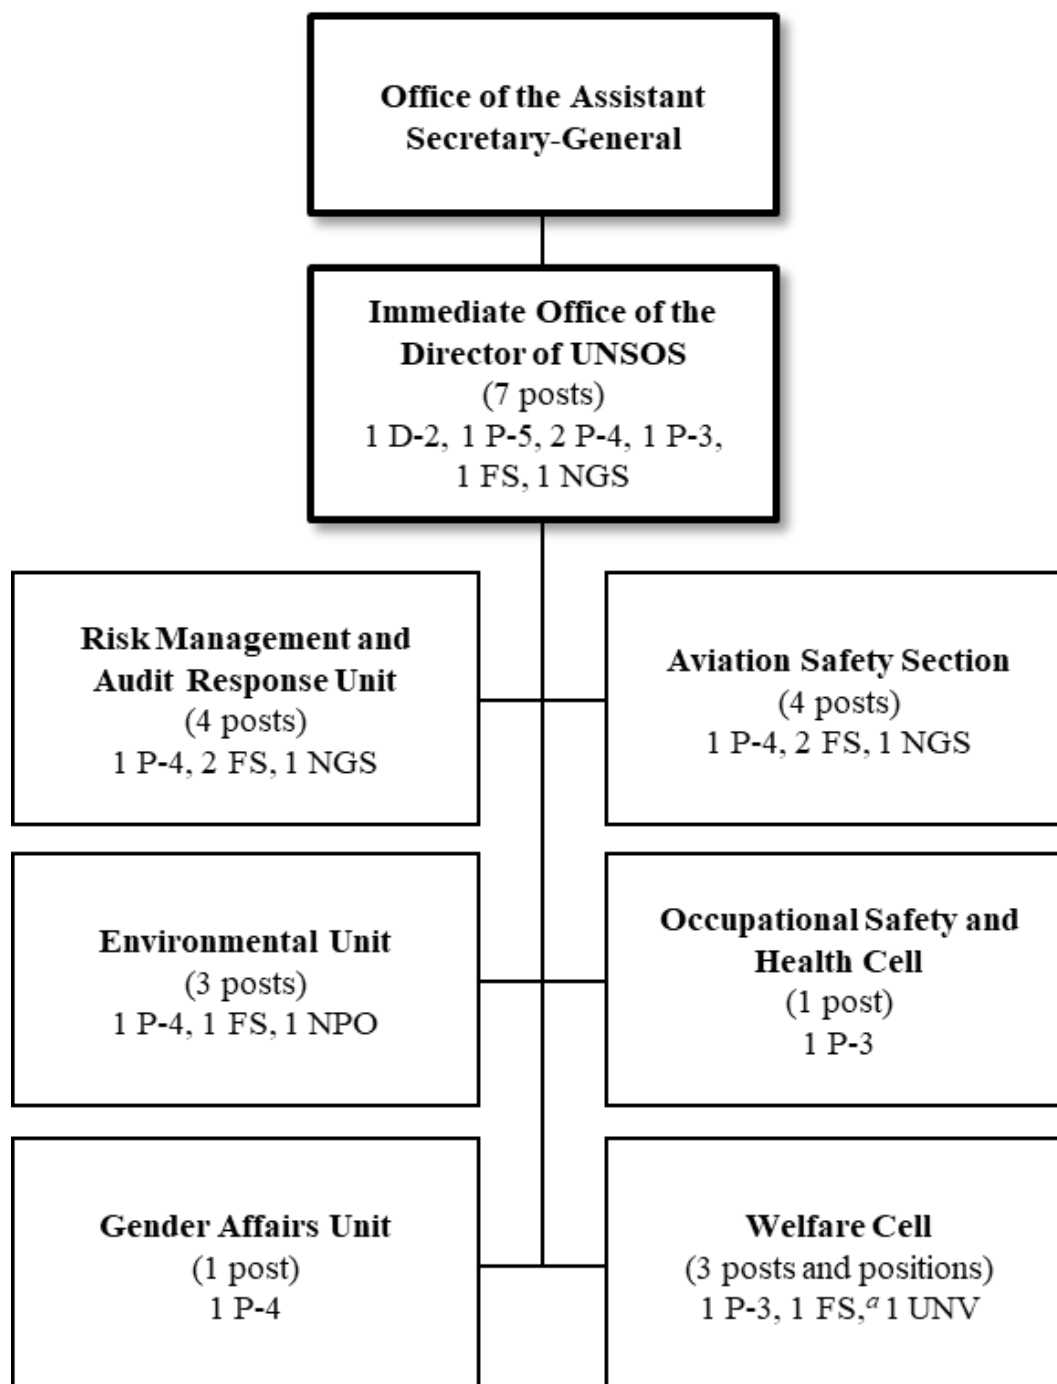 Office of the Assistant
Secretary-General
Immediate Office of the
Director of UNSOS
(7 posts)
1 D-2, 1 P-5, 2 P-4, 1 P-3,
1 FS, 1 NGS
Risk Management and
Audit Response Unit
(4 posts)
1 P-4, 2 FS, 1 NGS
Aviation Safety Section
(4 posts)
1 P-4, 2 FS, 1 NGS
Environmental Unit
(3 posts)
1 P-4, 1 FS, 1 NPO
Occupational Safety and
Health Cell
(1 post)
1 P-3
Gender Affairs Unit
(1 post)
1 P-4
Welfare Cell
(3 posts and positions)
1 P-3, 1 FS,ᵃ 1 UNV